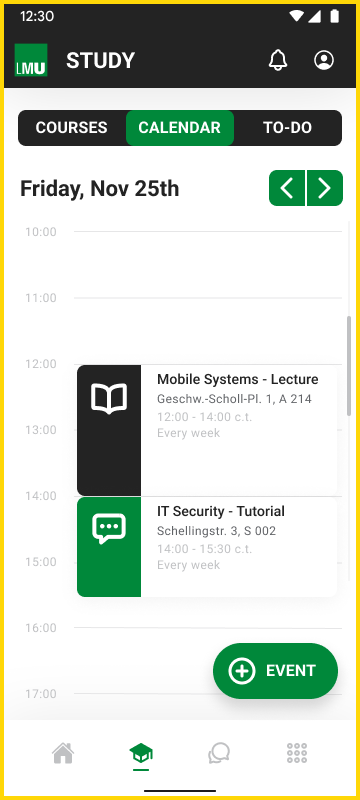 12:30
LMU
STUDY
COURSES
CALENDAR
TO-DO
Friday, Nov 25th
10:00
11:00
12:00
Mobile Systems - Lecture
Geschw.-Scholl-Pl. 1, A 214
12:00 - 14:00 c.t.
13:00
Every week
14:00
IT Security - Tutorial
Schellingstr. 3, S 002
14:00 - 15:30 c.t.
15:00
Every week
16:00
EVENT
17:00